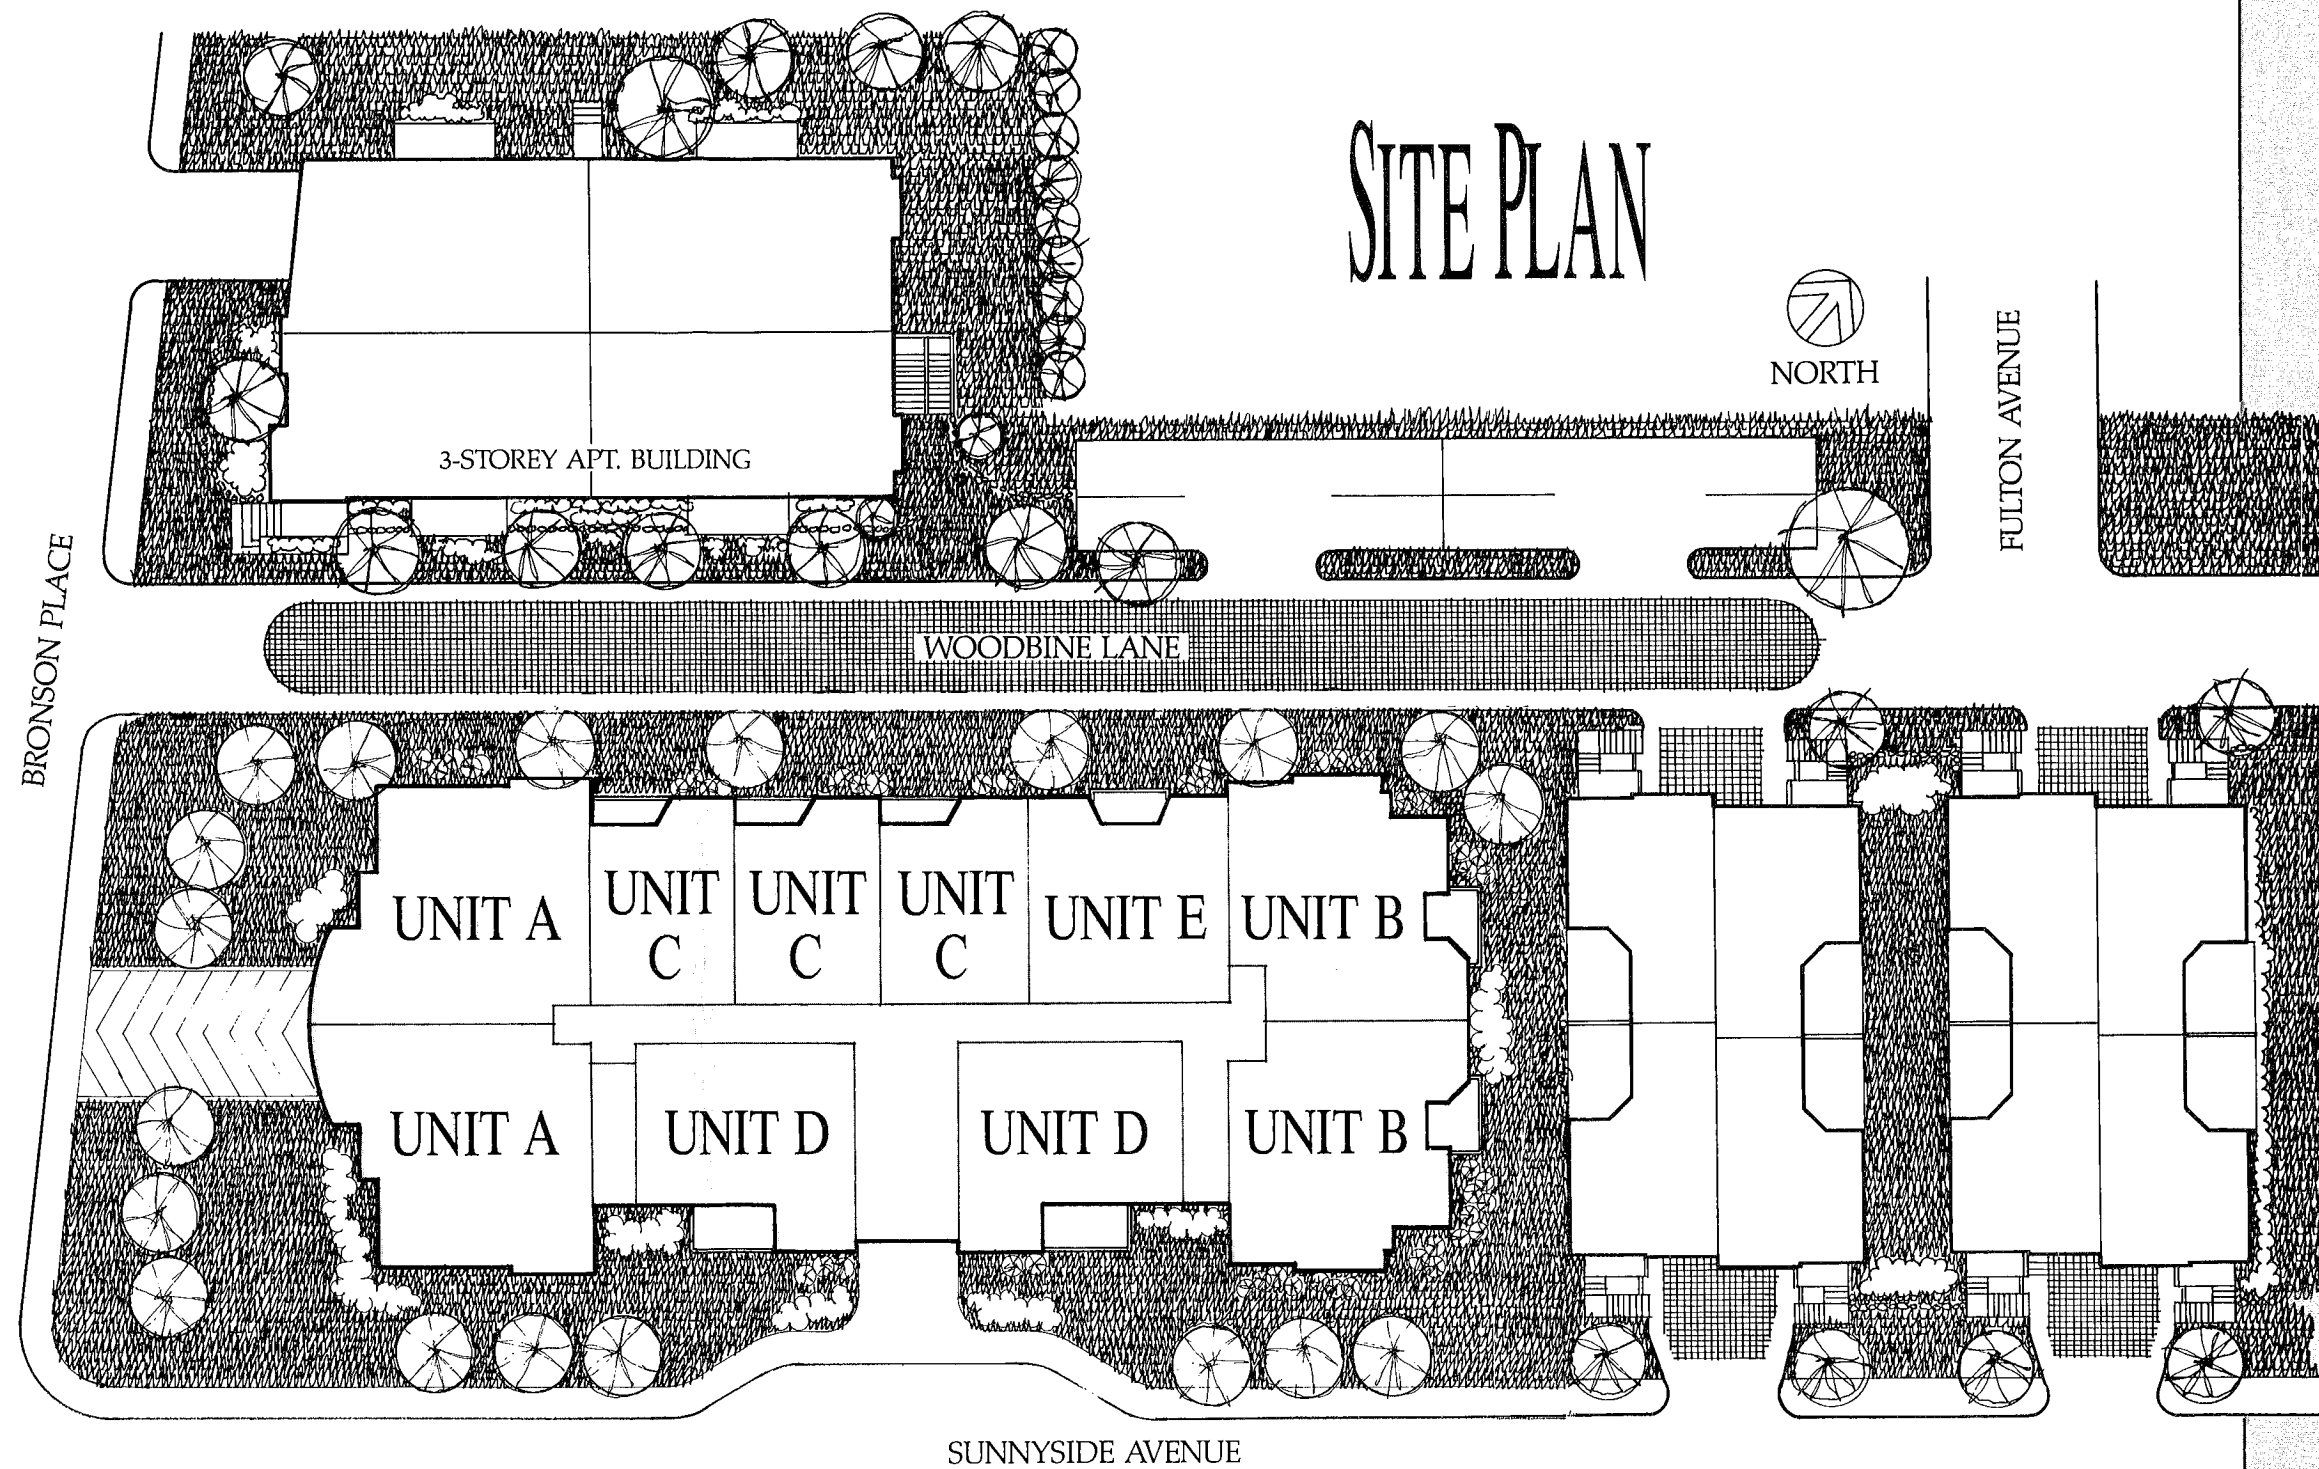 SITE PLAN
NORTH
FULTON AVENUE
3-STOREY APT. BUILDING
BRONSON PLACE
WOODBINE LANE
UNIT A
UNIT
C
UNIT
C
UNIT
C
UNIT E
UNIT B
UNIT A
UNIT D
UNIT D
UNIT B
SUNNYSIDE AVENUE